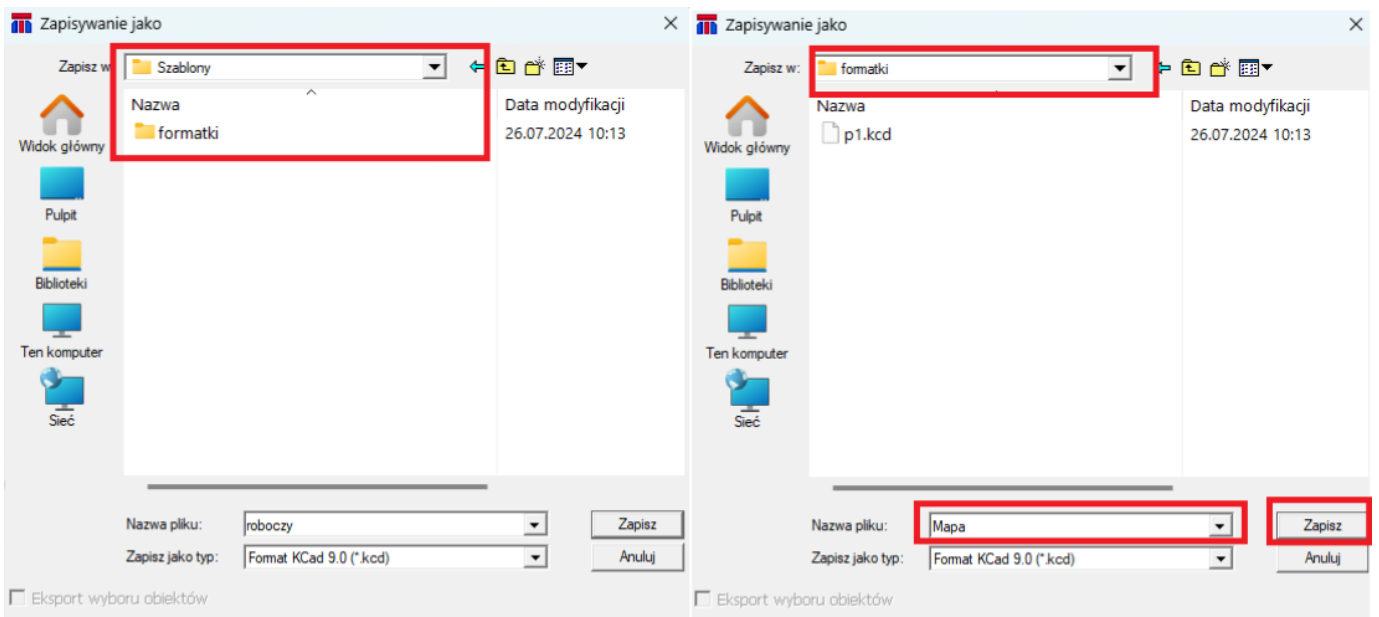 Zapisywanie jako
Zapisz w
Szablony
Nazwa
Data modyfikacji
formatki
26.07.2024 10:13
Widok główny
Pulpit
Biblioteki
Ten komputer
Sieć
Nazwa pliku:
roboczy
Zapisz
Zapisz jako typ:
Format KCad 9.0 (*.kcd)
Anuluj
Eksport wyboru obiektów
Zapisywanie jako
Zapisz w:
formatki
Nazwa
Data modyfikacji
p1.kcd
26.07.2024 10:13
Widok główny
Pulpit
Biblioteki
Ten komputer
Sieć
Nazwa pliku:
Mapa
Zapisz
Zapisz jako typ:
Format KCad 9.0 (*.kcd)
Anuluj
Eksport wyboru obiektów